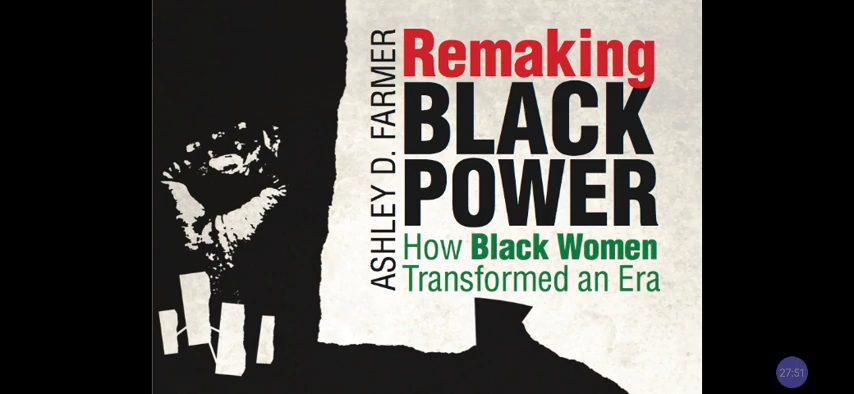 ASHLEY D. FARMER
Remaking
BLACK
POWER
How Black Women
Transformed an Era
27:51